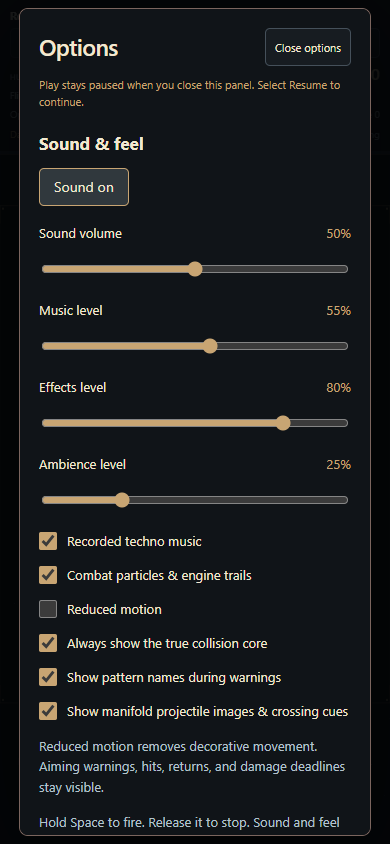 Options
Close options
Play stays paused when you close this panel. Select Resume to
continue.
Sound & feel
Sound on
Sound volume 50%
Music level 55%
Effects level 80%
Ambience level 25%
Recorded techno music
Combat particles & engine trails
Reduced motion
Always show the true collision core
Show pattern names during warnings
Show manifold projectile images & crossing cues
Reduced motion removes decorative movement.
Aiming warnings, hits, returns, and damage deadlines
stay visible.
Hold Space to fire. Release it to stop. Sound and feel